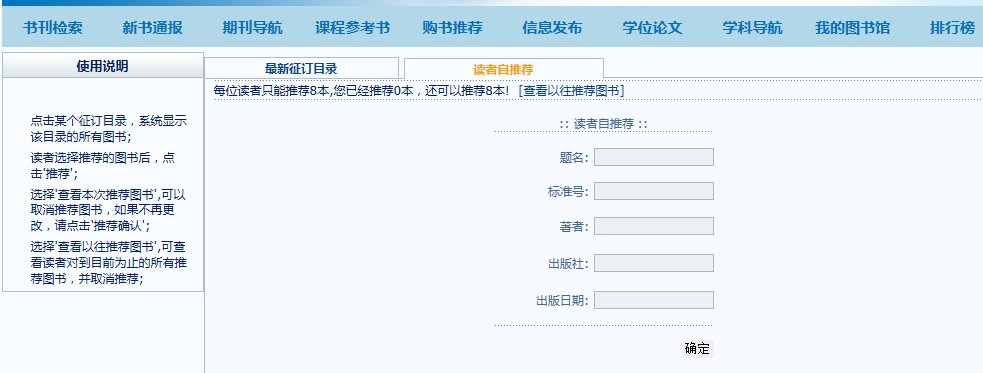 书刊检索 新书通报 期刊导航 课程参考书 购书推荐 信息发布 学位论文 学科导航 我的图书馆 排行榜
使用说明
点击某个征订目录，系统显示
该目录的所有图书;
读者选择推荐的图书后，点
击'推荐';
选择'查看本次推荐图书',可以
取消推荐图书，如果不再更
改，请点击'推荐确认';
选择'查看以往推荐图书',可查
看读者对到目前为止的所有推
荐图书，并取消推荐;
最新征订目录 读者自推荐
每位读者只能推荐8本,您已经推荐0本，还可以推荐8本! [查看以往推荐图书]
:: 读者自推荐 ::
题名:
标准号:
著者:
出版社:
出版日期:
确定